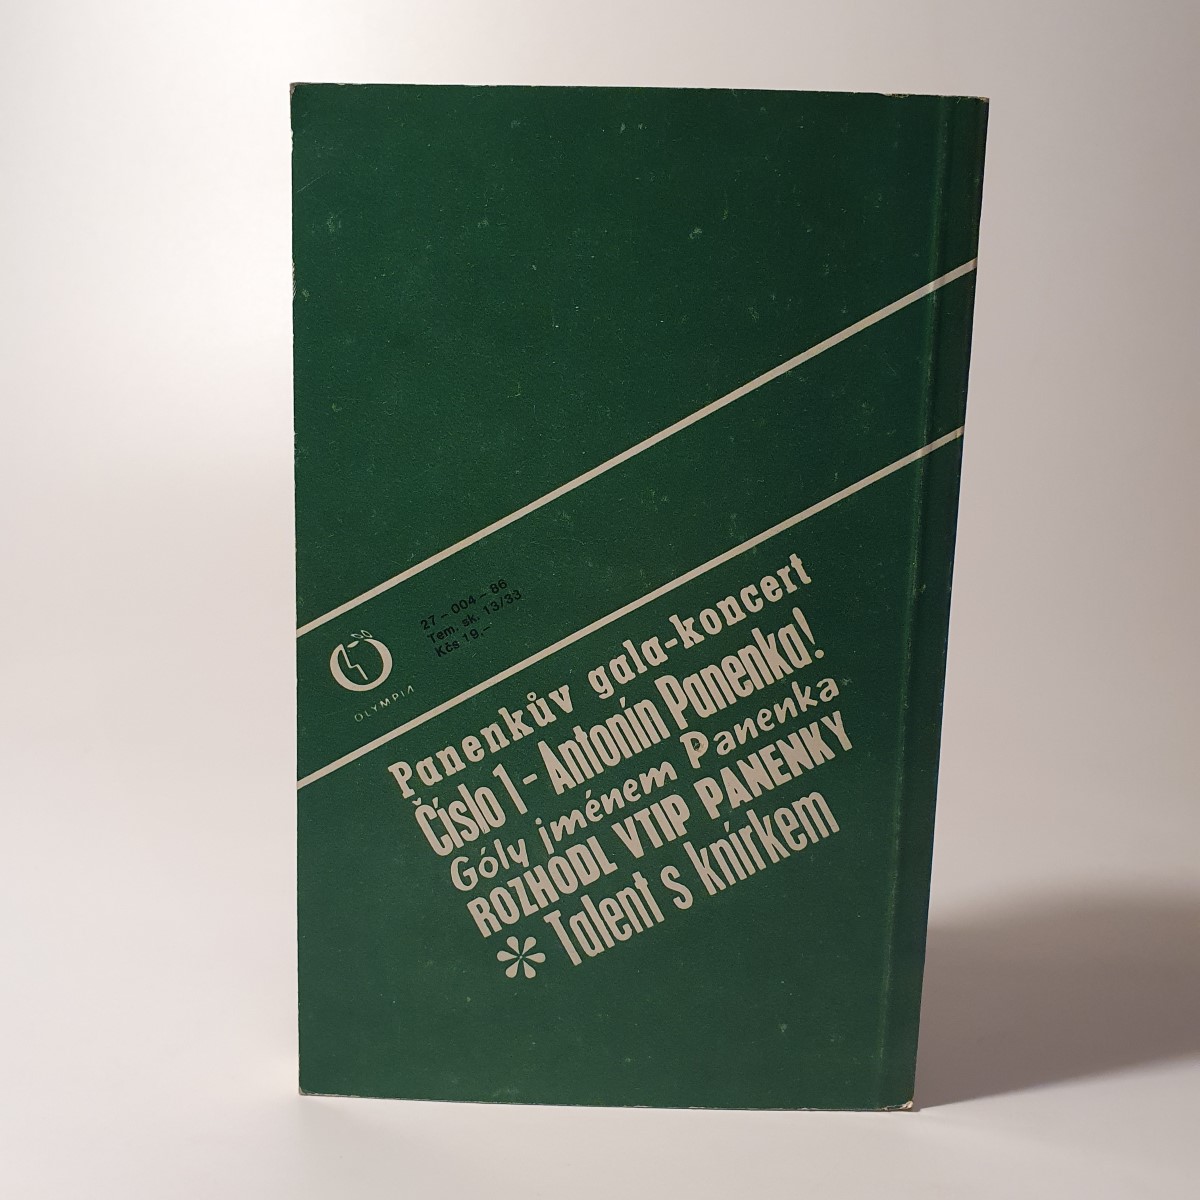 27 – 004 – 86
Tem. sk. 13/33
Kčs 19,–
OLYMPIA
Panenkův gala-koncert
Číslo 1 – Antonín Panenka!
Góly jménem Panenka
ROZHODL VTIP PANENKY
* Talent s knírkem